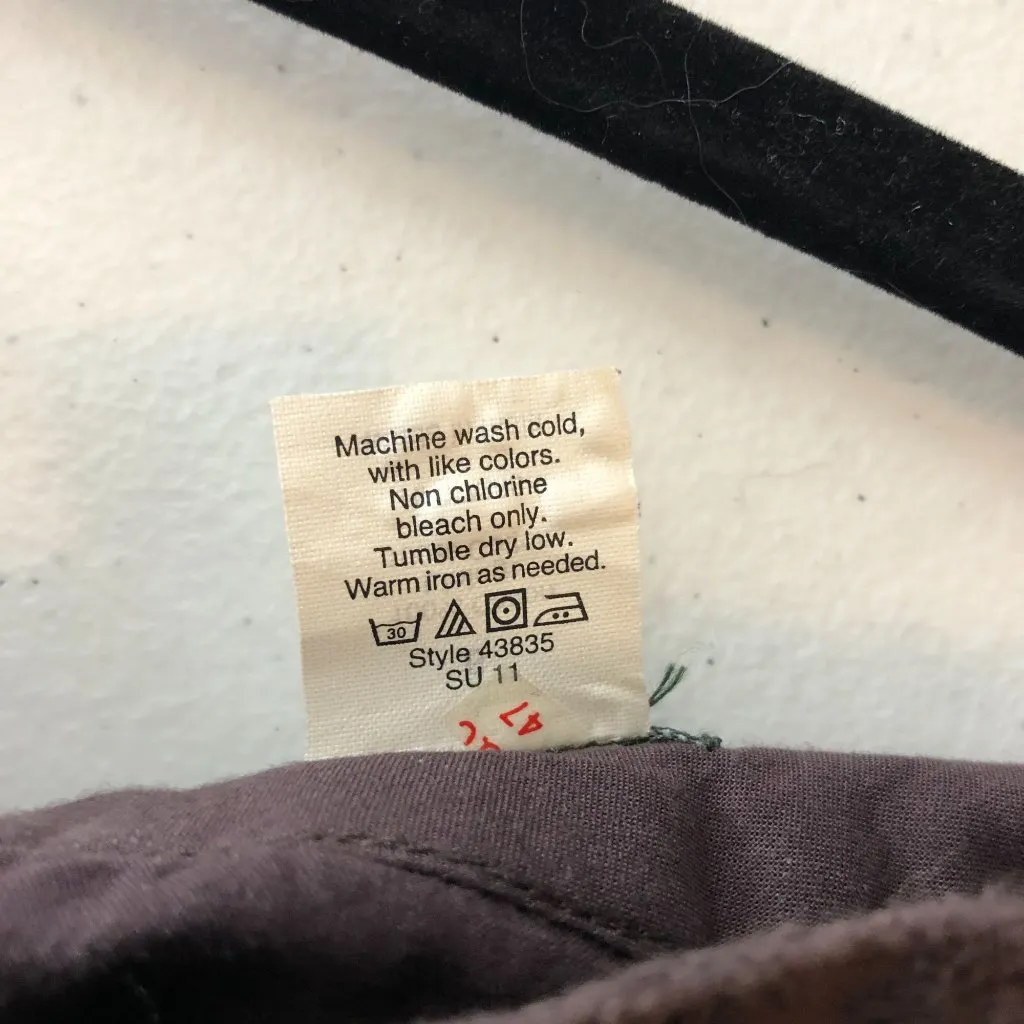 Machine wash cold,
with like colors.
Non chlorine
bleach only.
Tumble dry low.
Warm iron as needed.
30
Style 43835
SU 11